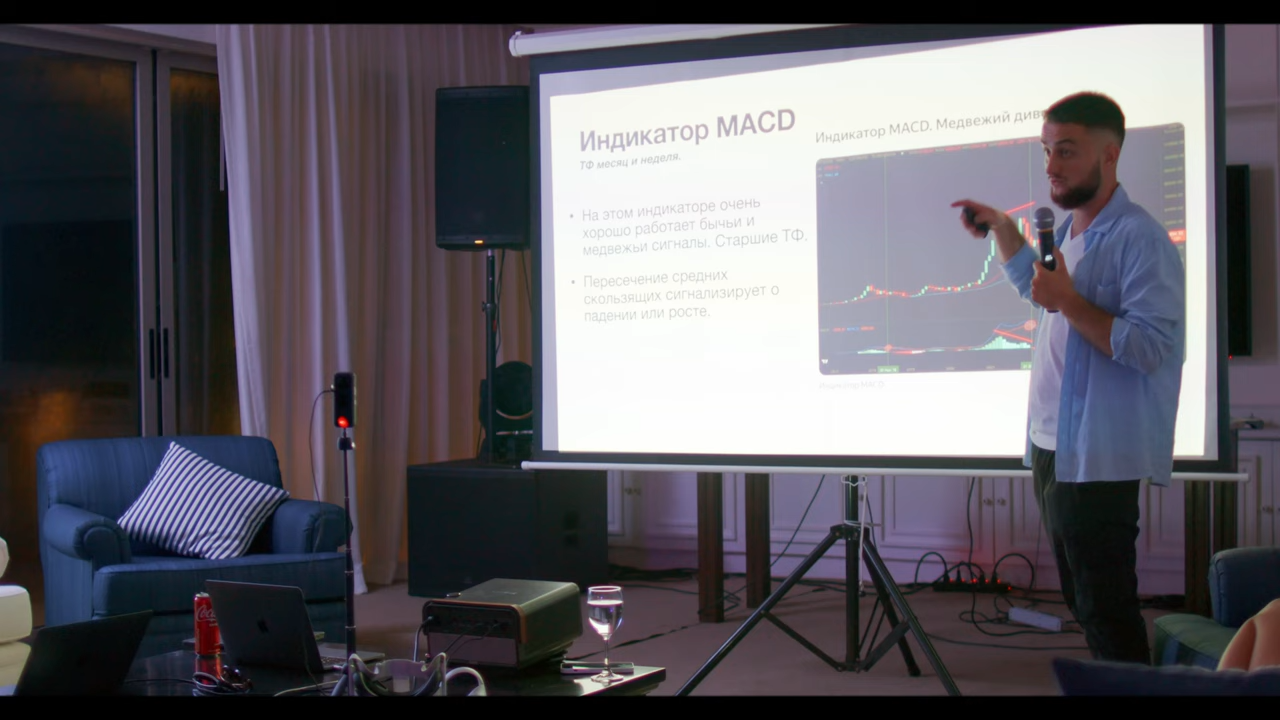 Индикатор MACD
ТФ месяц и неделя.
• На этом индикаторе очень
хорошо работает бычьи и
медвежьи сигналы. Старшие ТФ.
• Пересечение средних
скользящих сигнализирует о
падении или росте.
Индикатор MACD. Медвежий див